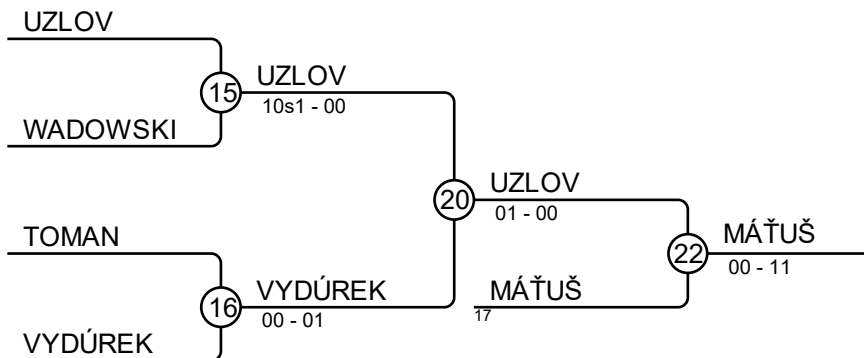 UZLOV
15
UZLOV
10s1 - 00
WADOWSKI
20
UZLOV
01 - 00
TOMAN
22
MÁŤUŠ
00 - 11
16
VYDÚREK
00 - 01
MÁŤUŠ
17
VYDÚREK